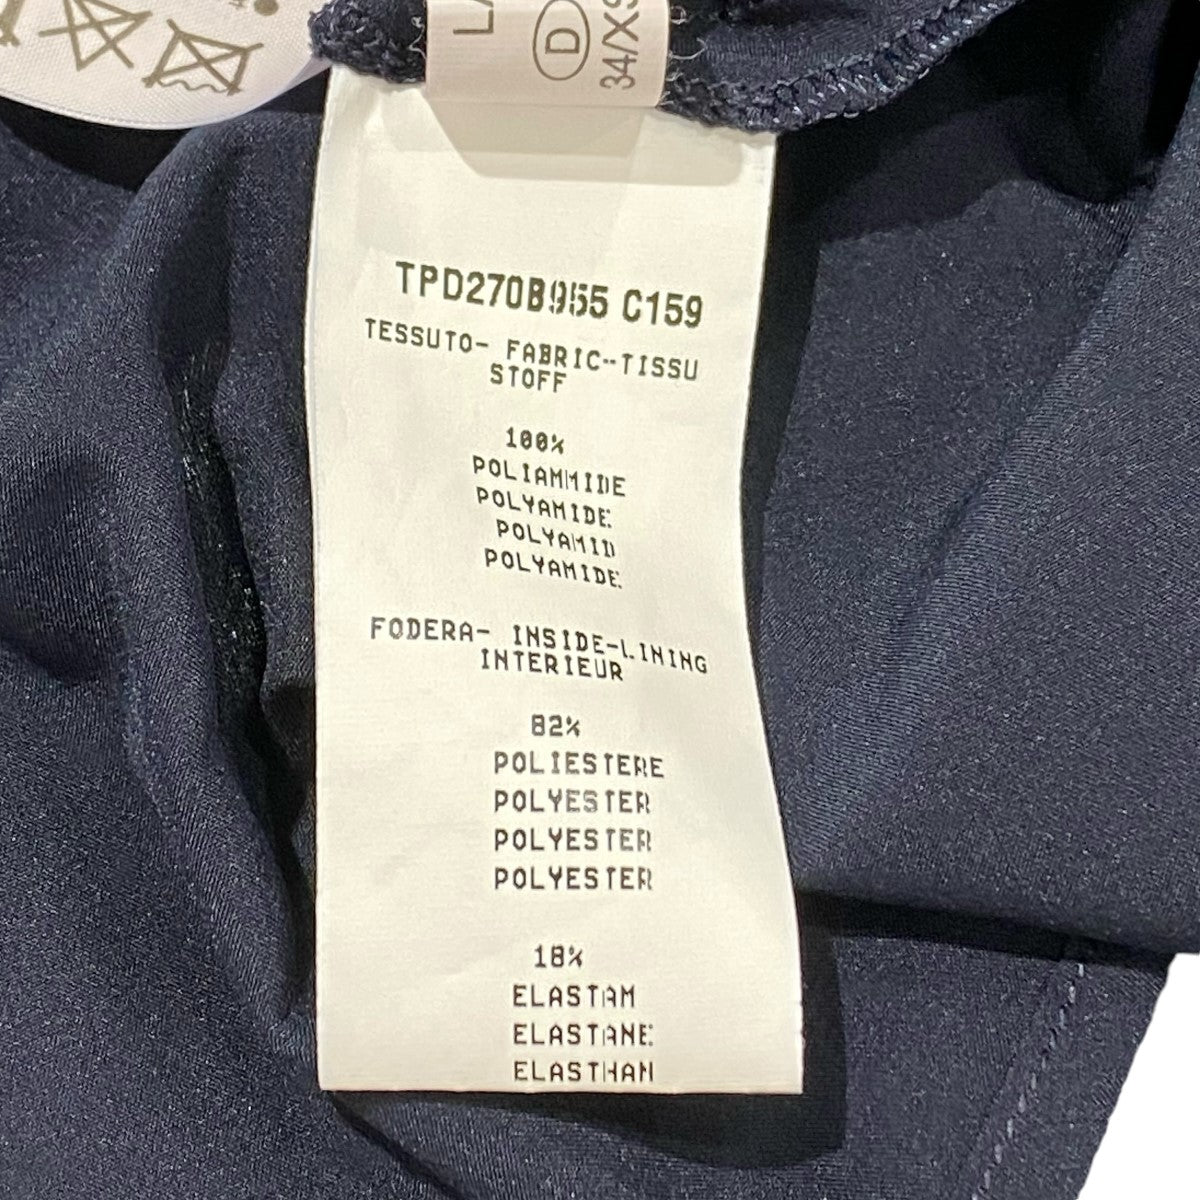 D
34/XS
TPD270B955 C159
TESSUTO- FABRIC--TISSU
STOFF
100%
POLIAMMIDE
POLYAMIDE
POLYAMID
POLYAMIDE
FODERA- INSIDE-LINING
INTERIEUR
82%
POLIESTERE
POLYESTER
POLYESTER
POLYESTER
18%
ELASTAM
ELASTANE
ELASTHAN